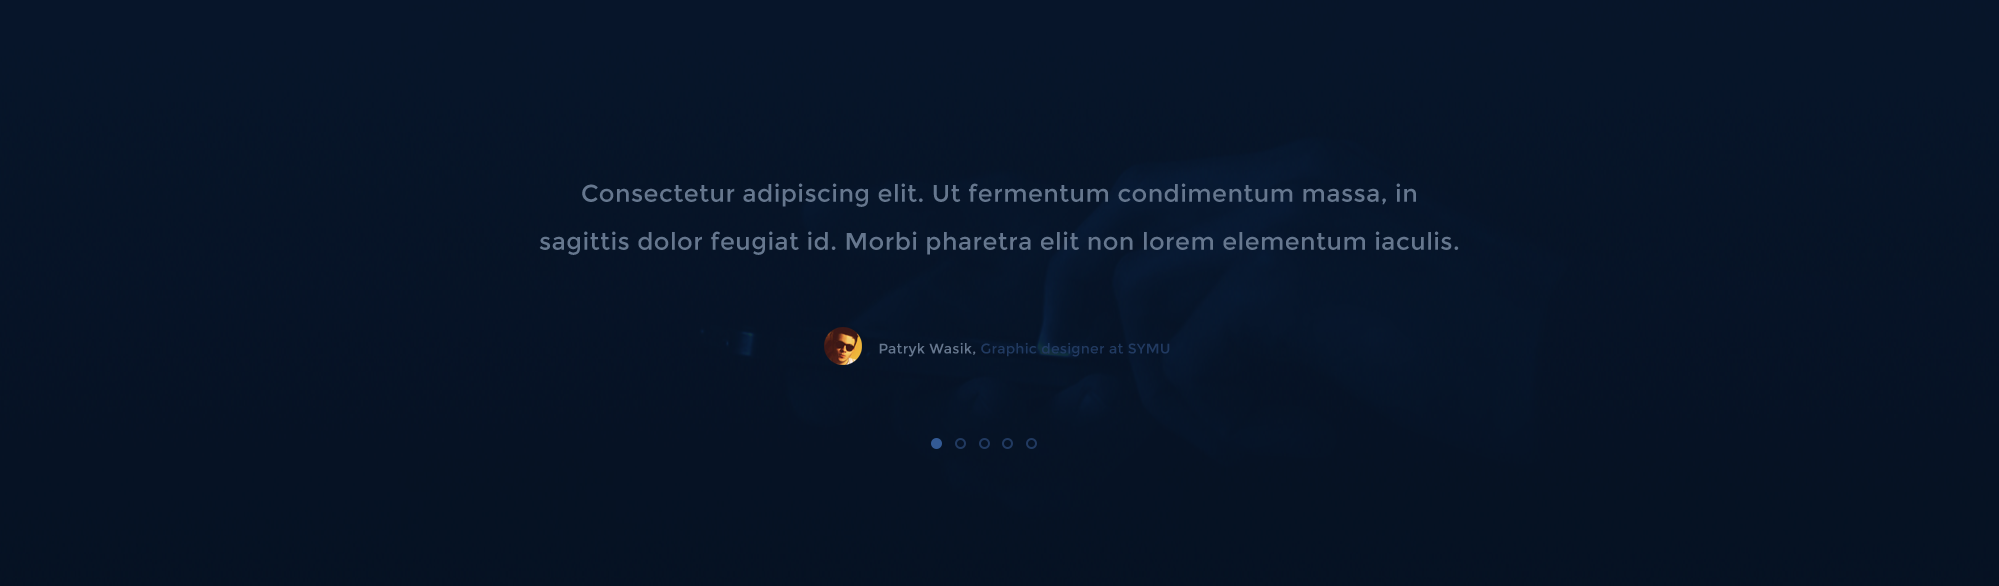 Consectetur adipiscing elit. Ut fermentum condimentum massa, in
sagittis dolor feugiat id. Morbi pharetra elit non lorem elementum iaculis.
Patryk Wasik, Graphic designer at SYMU